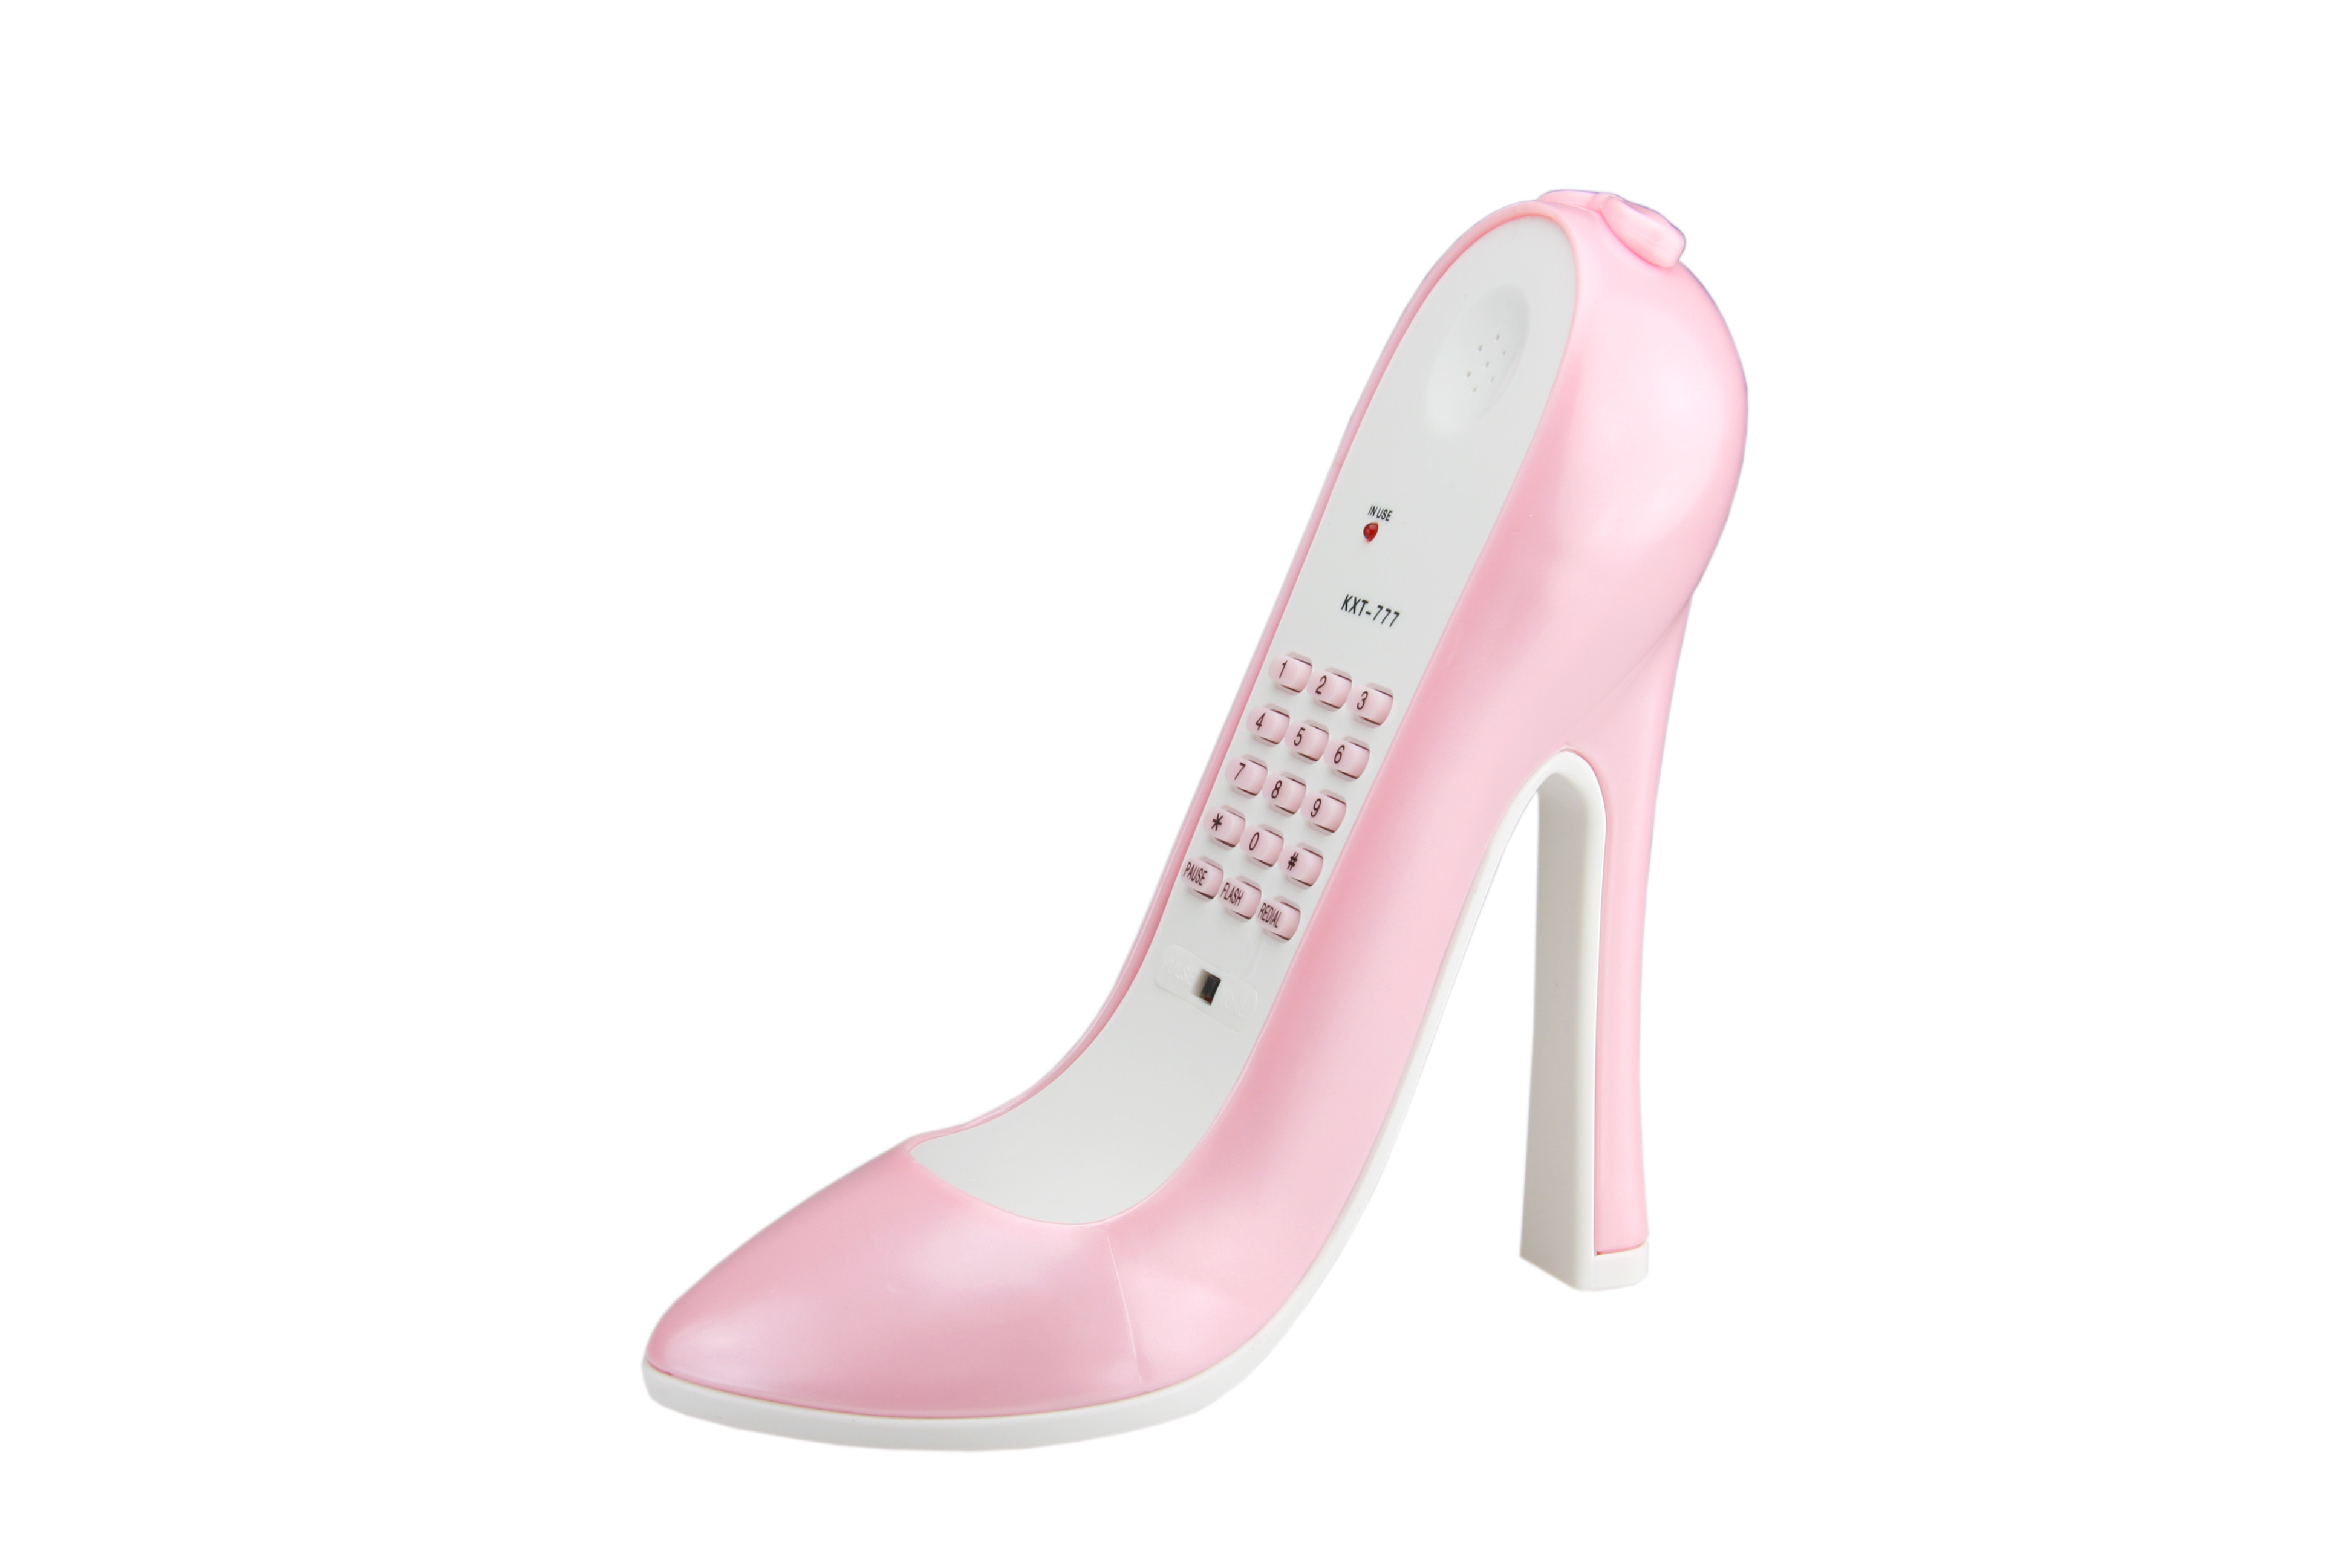 IN USE
KXT-777
1 2 3
4 5 6
7 8 9
* 0 #
PAUSE FLASH REDIAL